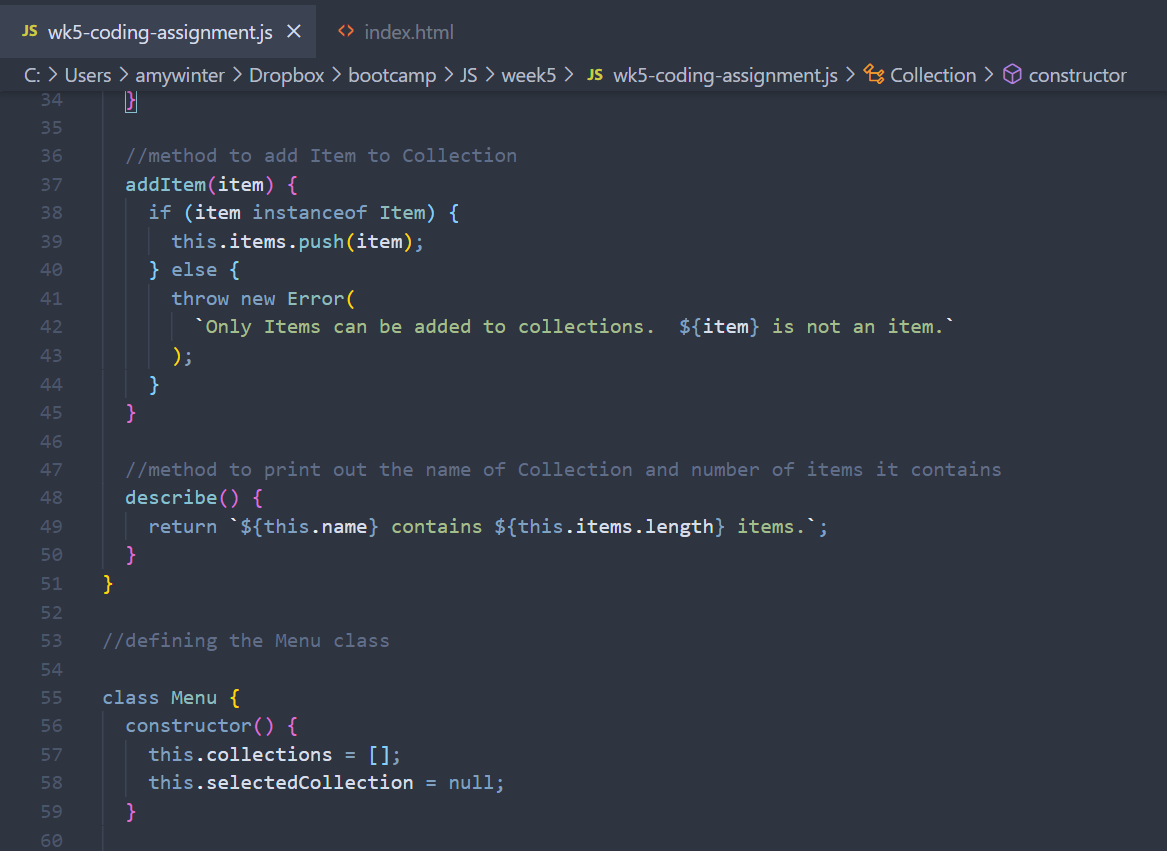 JS wk5-coding-assignment.js × <> index.html
C: > Users > amywinter > Dropbox > bootcamp > JS > week5 > JS wk5-coding-assignment.js > Collection > constructor
34 }
35
36 //method to add Item to Collection
37 addItem(item) {
38 if (item instanceof Item) {
39 this.items.push(item);
40 } else {
41 throw new Error(
42 `Only Items can be added to collections.  ${item} is not an item.`
43 );
44 }
45 }
46
47 //method to print out the name of Collection and number of items it contains
48 describe() {
49 return `${this.name} contains ${this.items.length} items.`;
50 }
51 }
52
53 //defining the Menu class
54
55 class Menu {
56 constructor() {
57 this.collections = [];
58 this.selectedCollection = null;
59 }
60